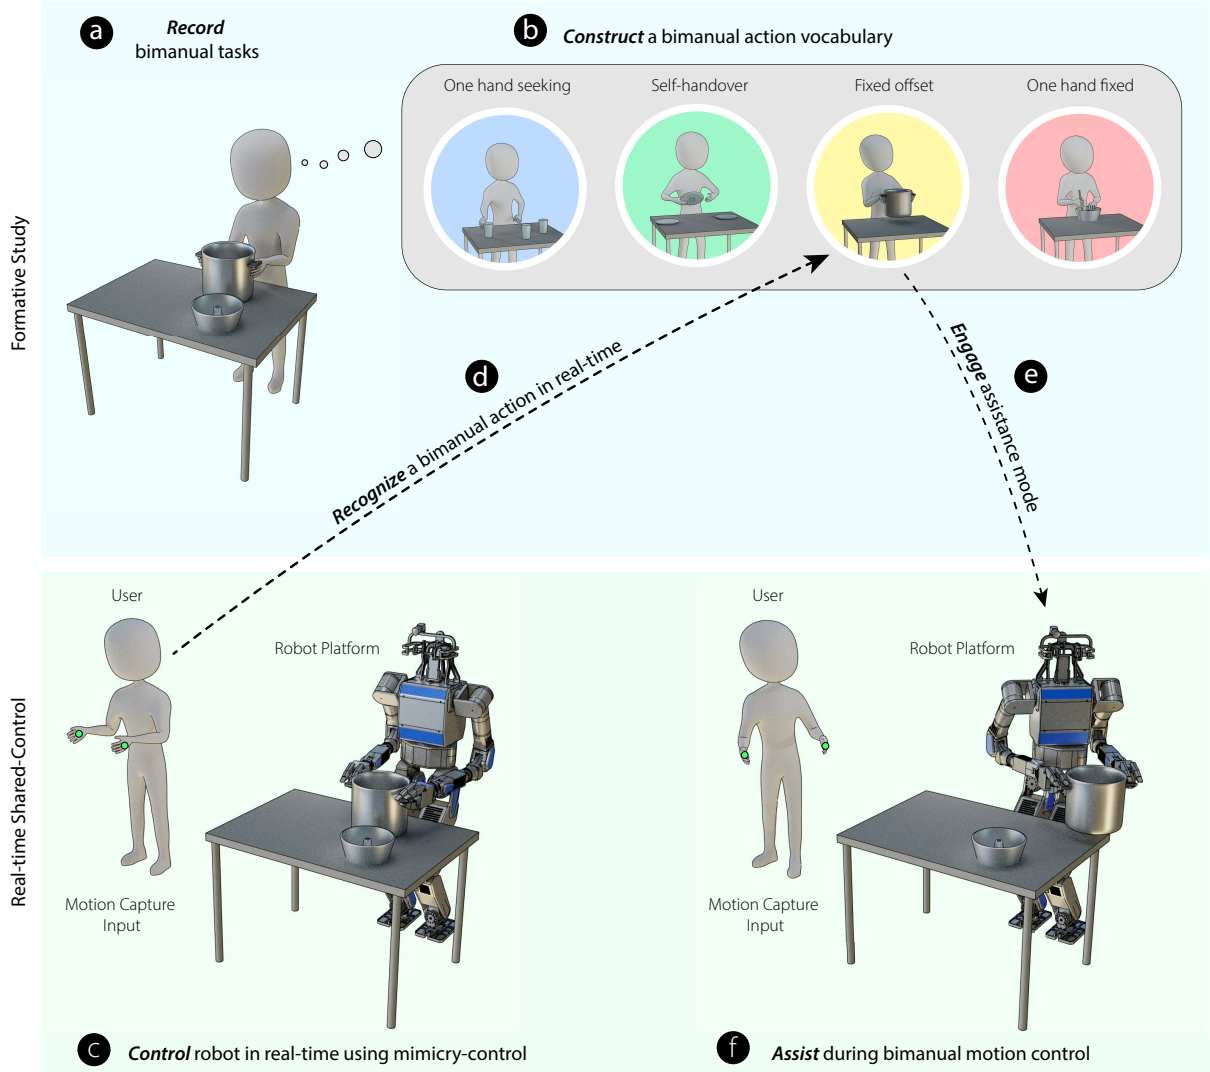 a
Record
bimanual tasks
b
Construct a bimanual action vocabulary
One hand seeking
Self-handover
Fixed offset
One hand fixed
Formative Study
d
Recognize a bimanual action in real-time
e
Engage assistance mode
Real-time Shared-Control
User
Robot Platform
Motion Capture
Input
c
Control robot in real-time using mimicry-control
User
Robot Platform
Motion Capture
Input
f
Assist during bimanual motion control